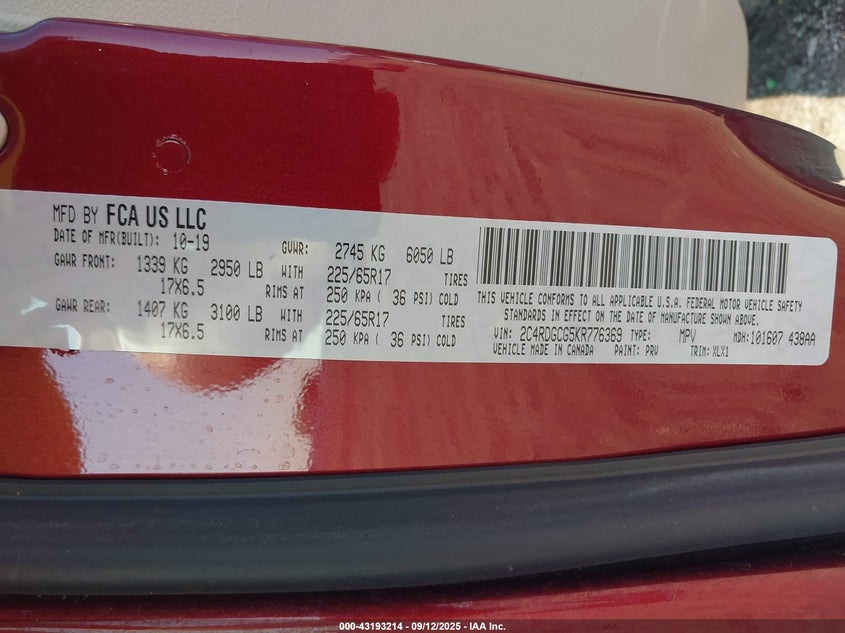 MFD BY FCA US LLC
DATE OF MFR(BUILT): 10-19 GVWR: 2745 KG 6050 LB
GAWR FRONT: 1339 KG 2950 LB WITH 225/65R17 TIRES
17X6.5 RIMS AT 250 KPA ( 36 PSI) COLD
GAWR REAR: 1407 KG 3100 LB WITH 225/65R17 TIRES
17X6.5 RIMS AT 250 KPA ( 36 PSI) COLD
THIS VEHICLE CONFORMS TO ALL APPLICABLE U.S.A. FEDERAL MOTOR VEHICLE SAFETY
STANDARDS IN EFFECT ON THE DATE OF MANUFACTURE SHOWN ABOVE.
VIN: 2C4RDGCG5KR776369 TYPE: MPV MDH:101607 438AA
VEHICLE MADE IN CANADA PAINT: PRV TRIM: XLX1
000-43193214 - 09/12/2025 - IAA Inc.